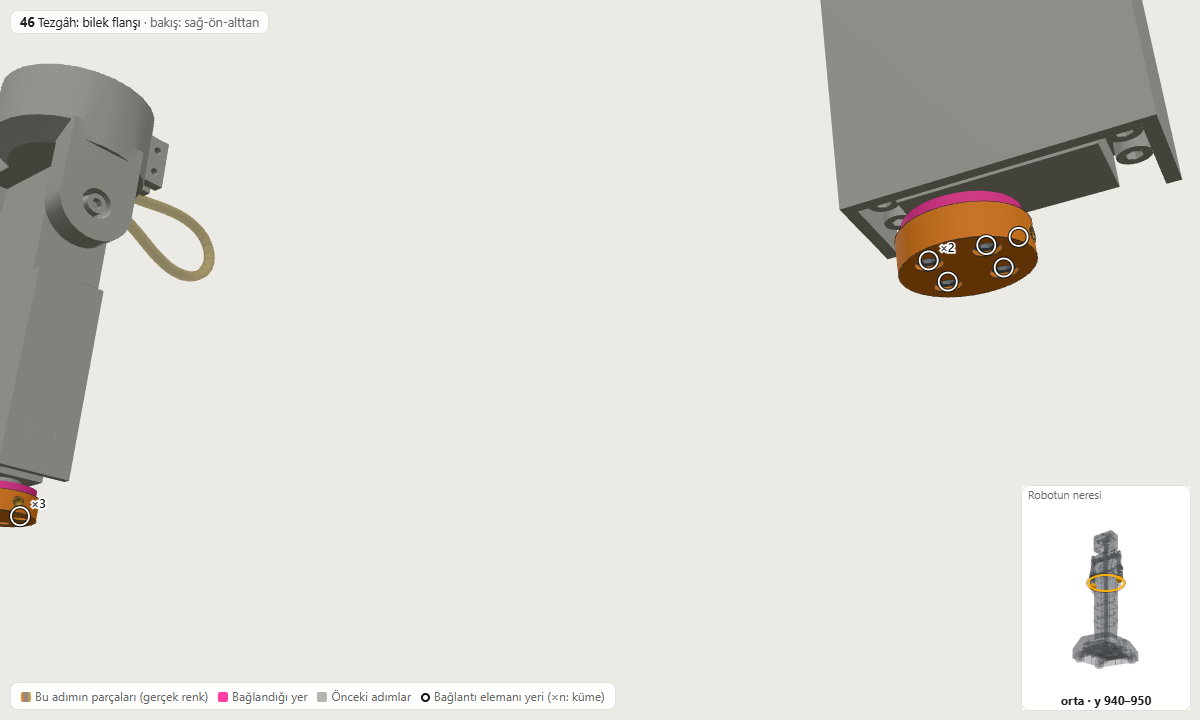 46 Tezgâh: bilek flanşı · bakış: sağ-ön-alttan
×2
×3
Robotun neresi
orta · y 940–950
Bu adımın parçaları (gerçek renk)
Bağlandığı yer
Önceki adımlar
Bağlantı elemanı yeri (×n: küme)